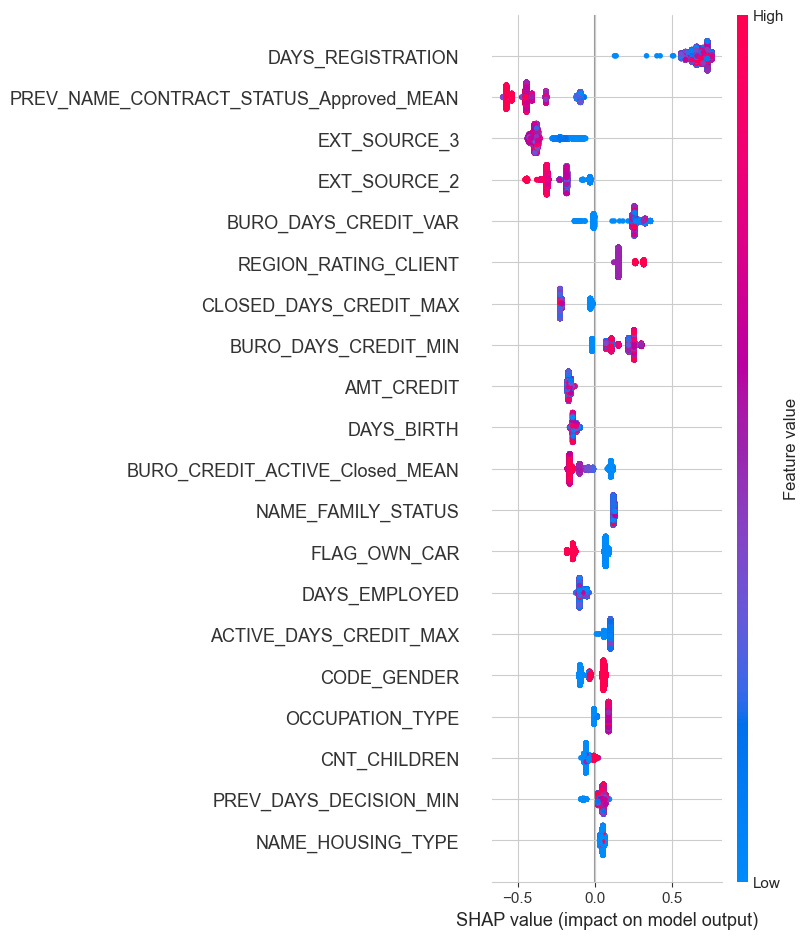 High
DAYS_REGISTRATION
PREV_NAME_CONTRACT_STATUS_Approved_MEAN
EXT_SOURCE_3
EXT_SOURCE_2
BURO_DAYS_CREDIT_VAR
REGION_RATING_CLIENT
CLOSED_DAYS_CREDIT_MAX
BURO_DAYS_CREDIT_MIN
AMT_CREDIT
DAYS_BIRTH
BURO_CREDIT_ACTIVE_Closed_MEAN
NAME_FAMILY_STATUS
FLAG_OWN_CAR
DAYS_EMPLOYED
ACTIVE_DAYS_CREDIT_MAX
CODE_GENDER
OCCUPATION_TYPE
CNT_CHILDREN
PREV_DAYS_DECISION_MIN
NAME_HOUSING_TYPE
Feature value
Low
−0.5 0.0 0.5
SHAP value (impact on model output)